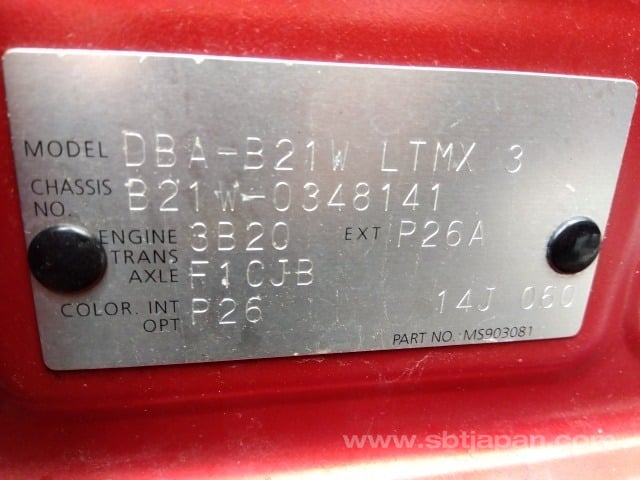 MODEL DBA-B21W LTMX 3
CHASSIS NO. B21W-0348141
ENGINE 3B20 EXT P26A
TRANS AXLE F1CJB
COLOR. INT OPT P26 14J 060
PART NO. MS903081
www.sbtjapan.com